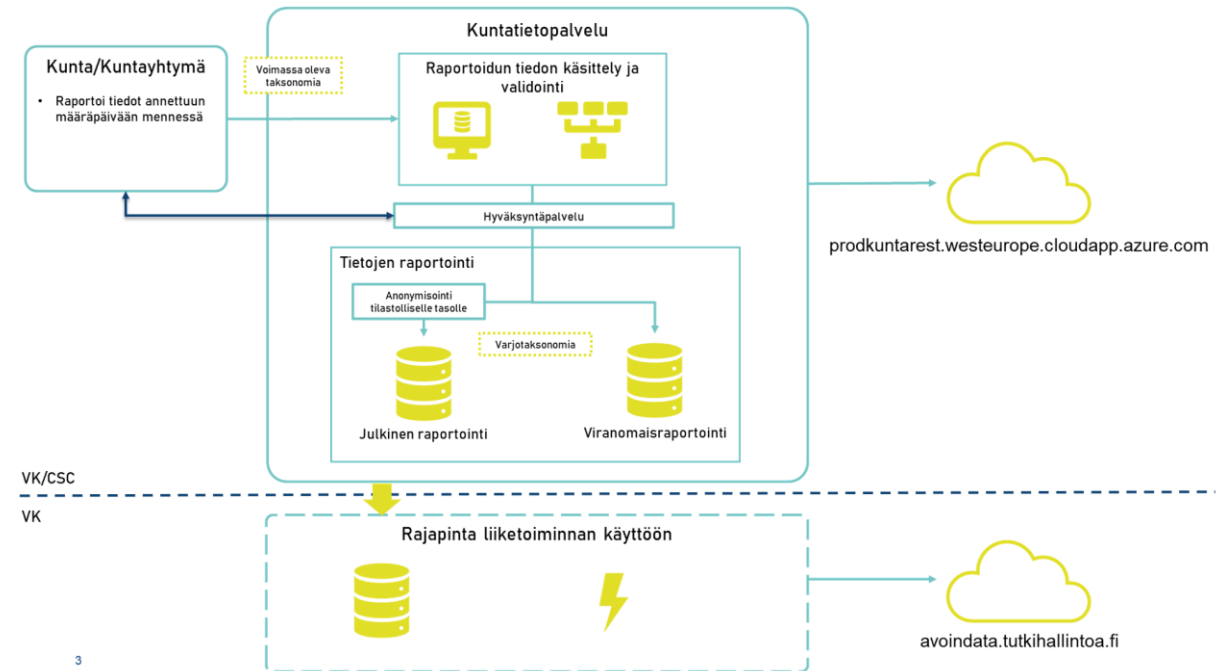 Kuntatietopalvelu
Kunta/Kuntayhtymä
• Raportoi tiedot annettuun
määräpäivään mennessä
Voimassa oleva
taksonomia
Raportoidun tiedon käsittely ja
validointi
Hyväksyntäpalvelu
prodkuntarest.westeurope.cloudapp.azure.com
Tietojen raportointi
Anonymisointi
tilastolliselle tasolle
Varjotaksonomia
Julkinen raportointi
Viranomaisraportointi
VK/CSC
VK
Rajapinta liiketoiminnan käyttöön
avoindata.tutkihallintoa.fi
3